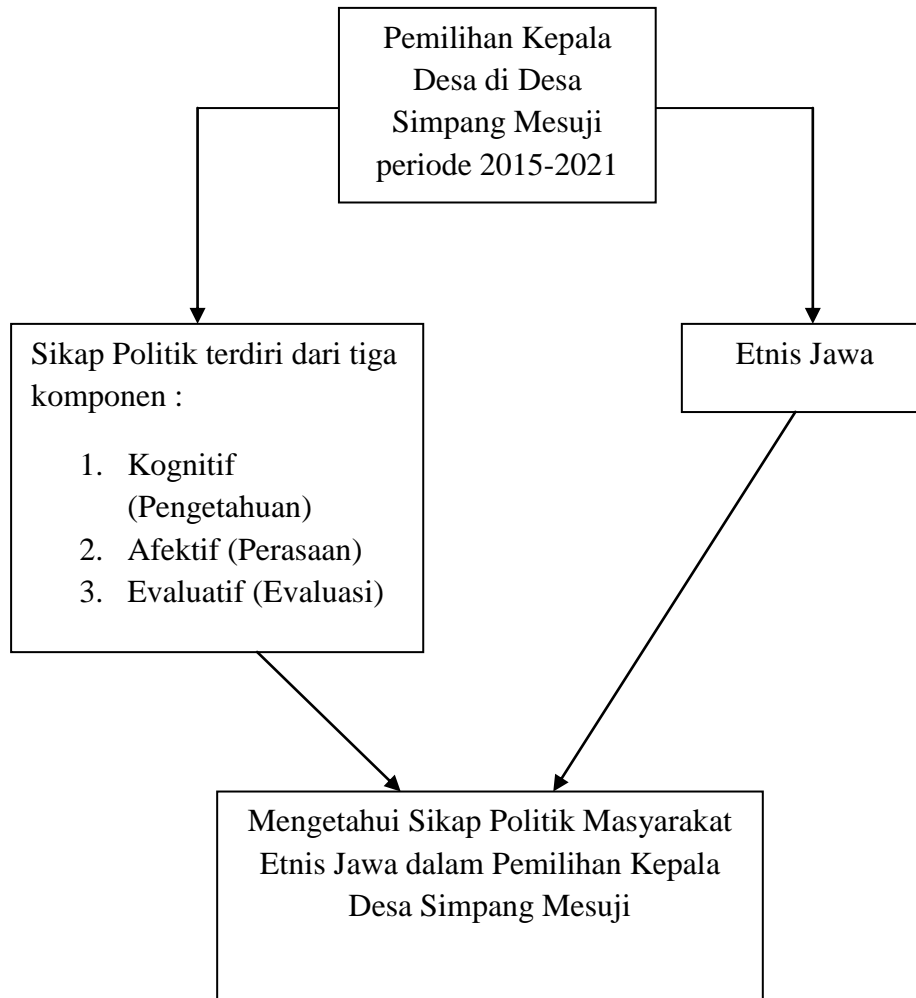 Pemilihan Kepala
Desa di Desa
Simpang Mesuji
periode 2015-2021
Sikap Politik terdiri dari tiga
komponen :
1. Kognitif
(Pengetahuan)
2. Afektif (Perasaan)
3. Evaluatif (Evaluasi)
Etnis Jawa
Mengetahui Sikap Politik Masyarakat
Etnis Jawa dalam Pemilihan Kepala
Desa Simpang Mesuji